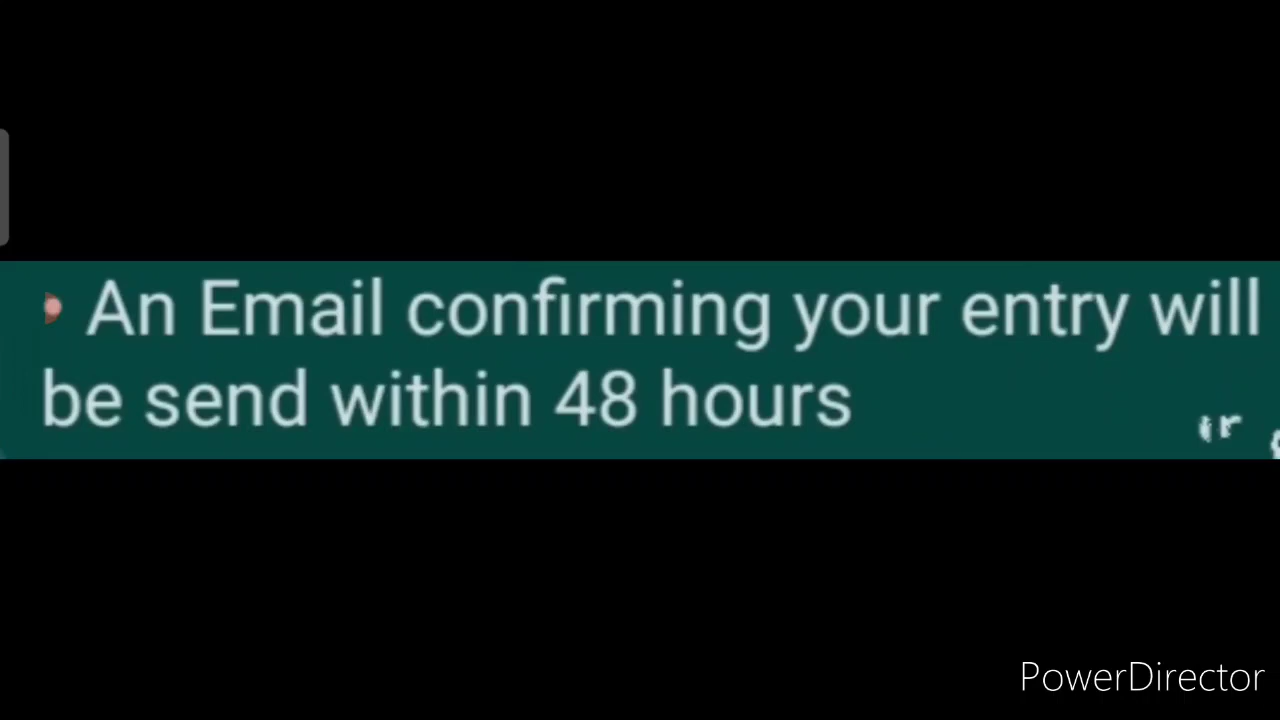 An Email confirming your entry will
be send within 48 hours
PowerDirector